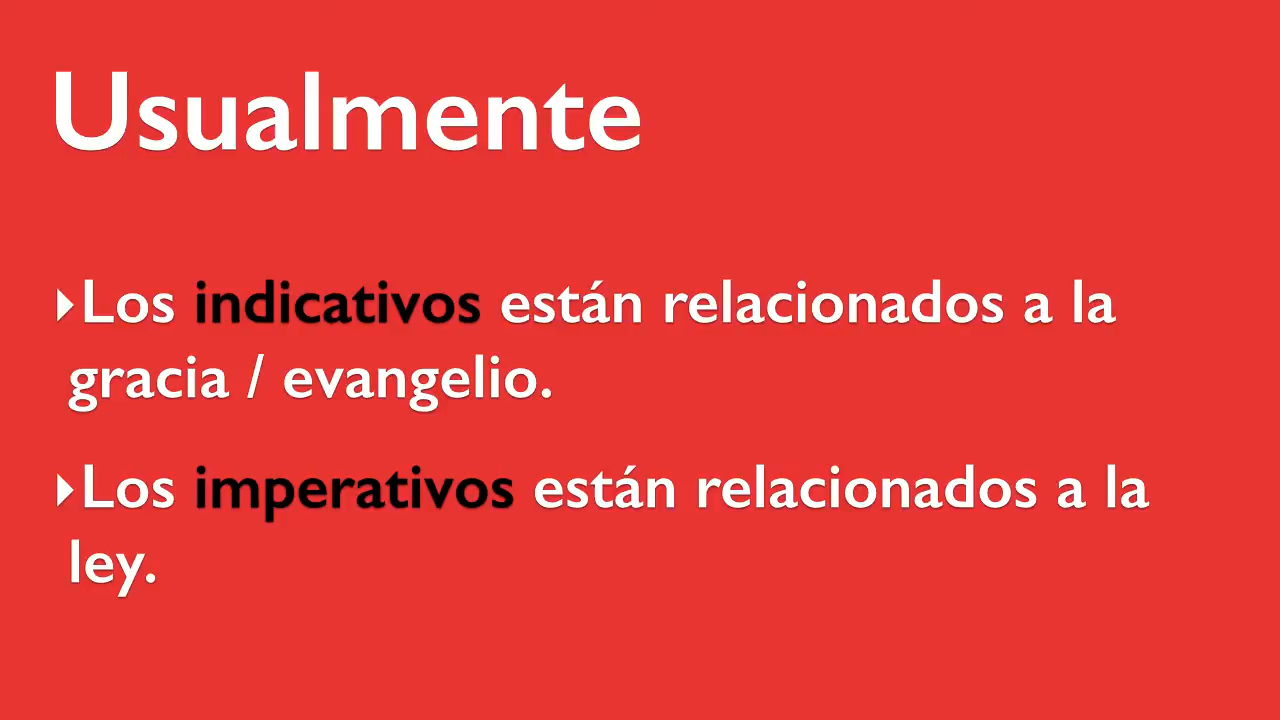 Usualmente
‣Los indicativos están relacionados a la
gracia / evangelio.
‣Los imperativos están relacionados a la
ley.